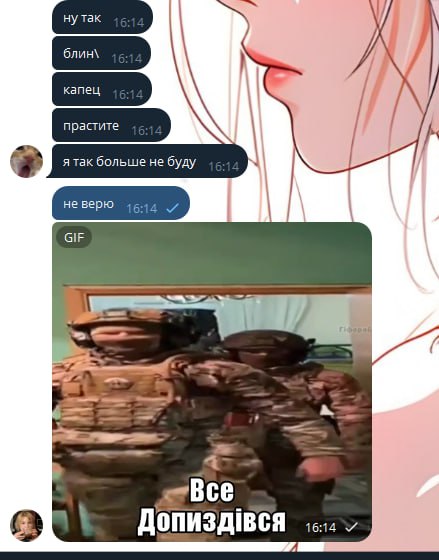 ну так 16:14
блин\ 16:14
капец 16:14
прастите 16:14
я так больше не буду 16:14
не верю 16:14
GIF
Все
Допиздівся 16:14